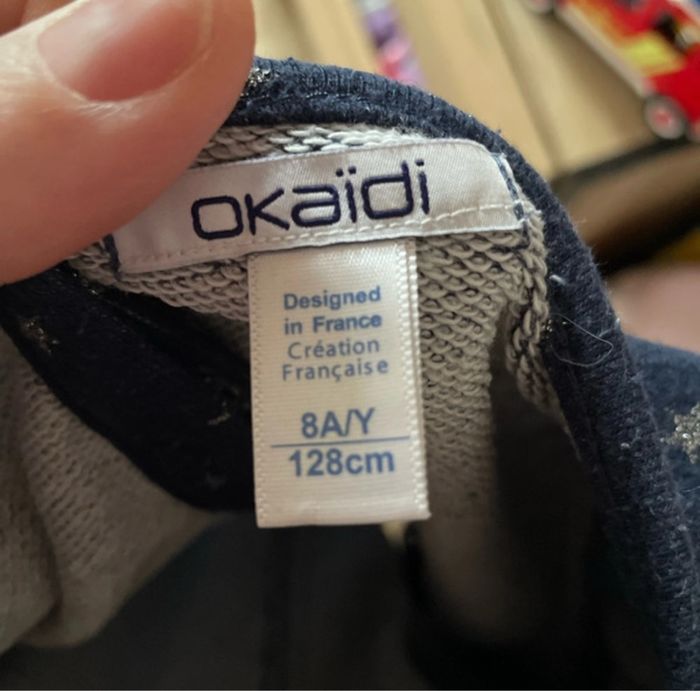 okaïdi
Designed
in France
Création
Française
8A/Y
128cm